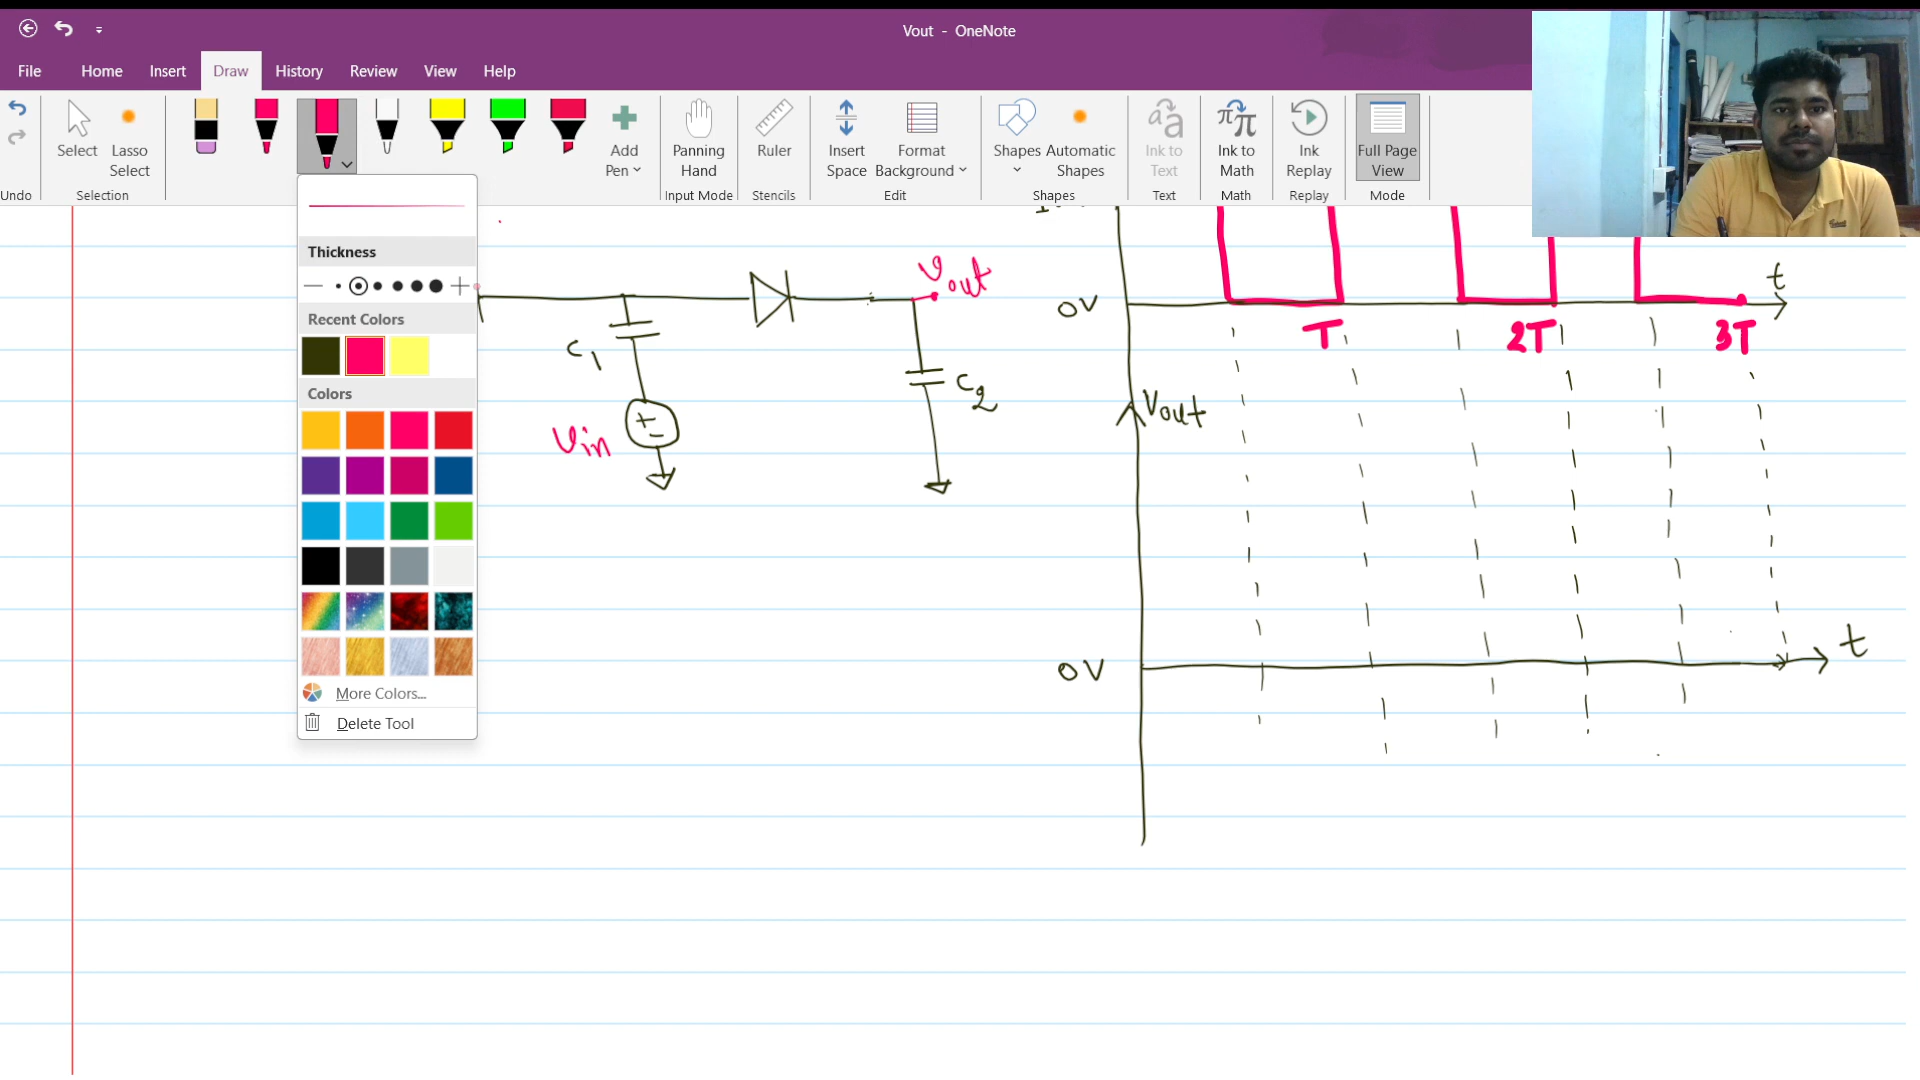 Vout - OneNote
File Home Insert Draw History Review View Help
Select
Lasso Select
Add Pen
Panning Hand
Ruler
Insert Space
Format Background
Shapes
Automatic Shapes
Ink to Text
Ink to Math
Ink Replay
Full Page View
Undo Selection Input Mode Stencils Edit Shapes Text Math Replay Mode
Thickness
Recent Colors
Colors
More Colors...
Delete Tool
Vout
C1
C2
Vin
+ -
0V
t
T 2T 3T
Vout
0V
t